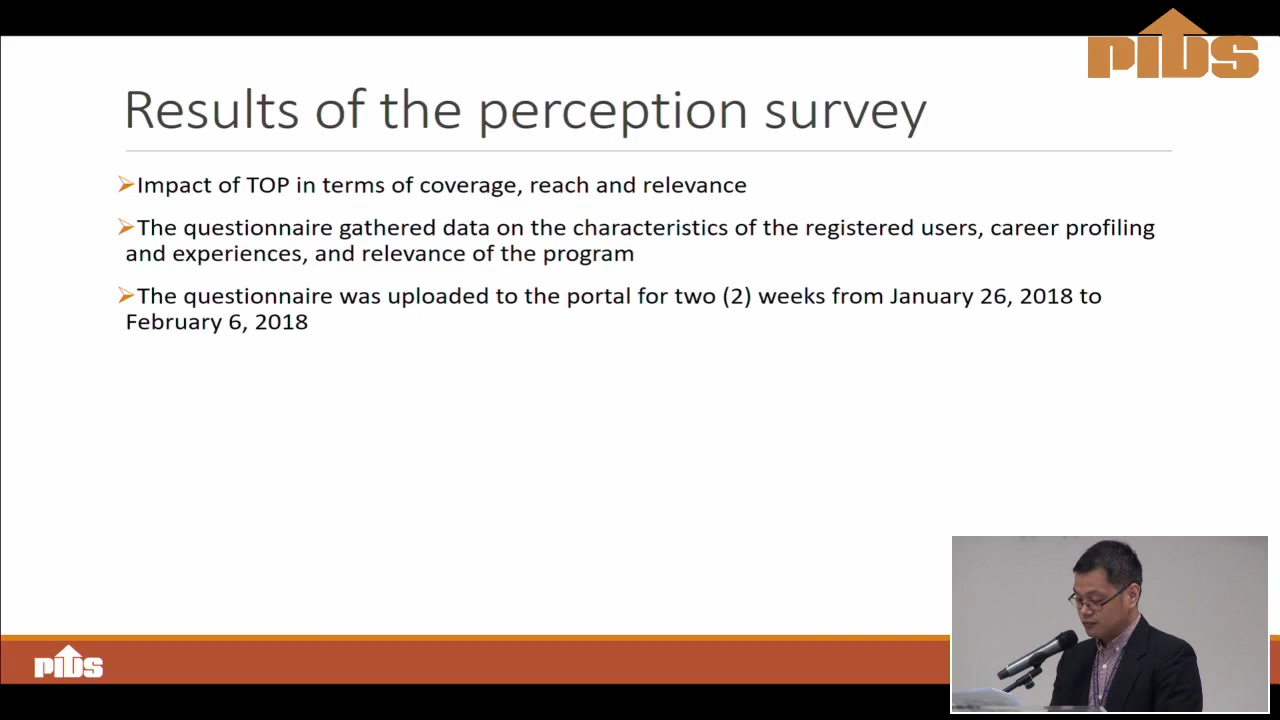 PIDS
Results of the perception survey
➢Impact of TOP in terms of coverage, reach and relevance
➢The questionnaire gathered data on the characteristics of the registered users, career profiling
and experiences, and relevance of the program
➢The questionnaire was uploaded to the portal for two (2) weeks from January 26, 2018 to
February 6, 2018
PIDS